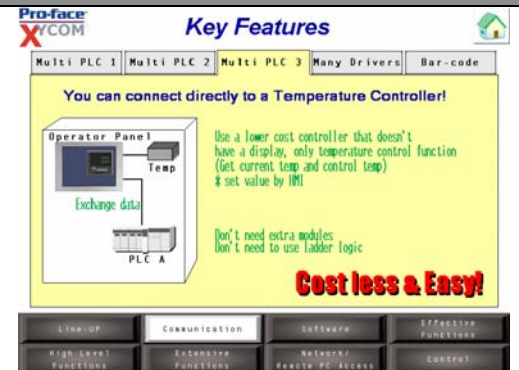 Pro-face
XYCOM
Key Features
Multi PLC 1
Multi PLC 2
Multi PLC 3
Many Drivers
Bar-code
You can connect directly to a Temperature Controller!
Operator Panel
Temp
Exchange data
PLC A
Use a lower cost controller that doesn't
have a display, only temperature control function
(Get current temp and control temp)
* set value by HMI
Don't need extra modules
Don't need to use ladder logic
Cost less & Easy!
Line-UP
Communication
Software
Effective
Functions
High Level
Functions
Extensive
Functions
Network/
Remote PC Access
Control